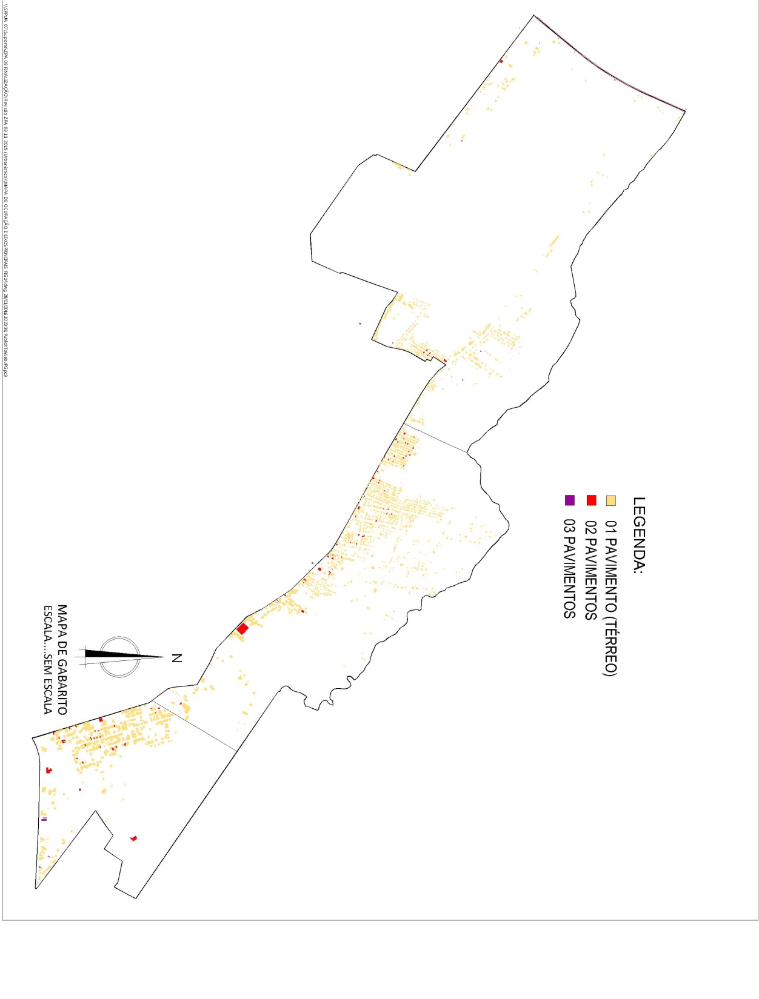 LEGENDA:
01 PAVIMENTO (TÉRREO)
02 PAVIMENTOS
03 PAVIMENTOS
N
MAPA DE GABARITO
ESCALA....SEM ESCALA